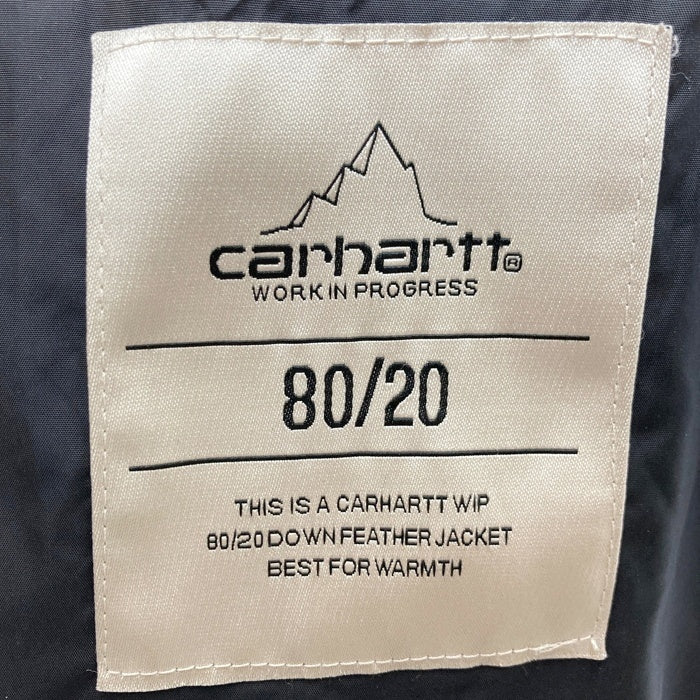 carhartt®
WORK IN PROGRESS
80/20
THIS IS A CARHARTT WIP
80/20 DOWN FEATHER JACKET
BEST FOR WARMTH